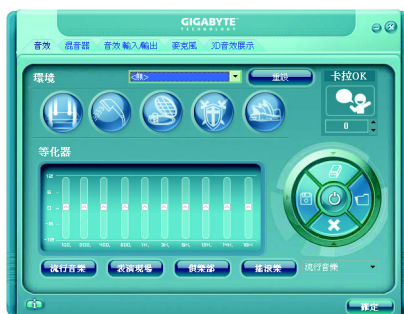 GIGABYTE
TECHNOLOGY
音效 混音器 音效輸入/輸出 麥克風 3D音效展示
環境 <無> 重設 卡拉OK
0
等化器
流行音樂 表演現場 俱樂部 搖滾樂 流行音樂
確定